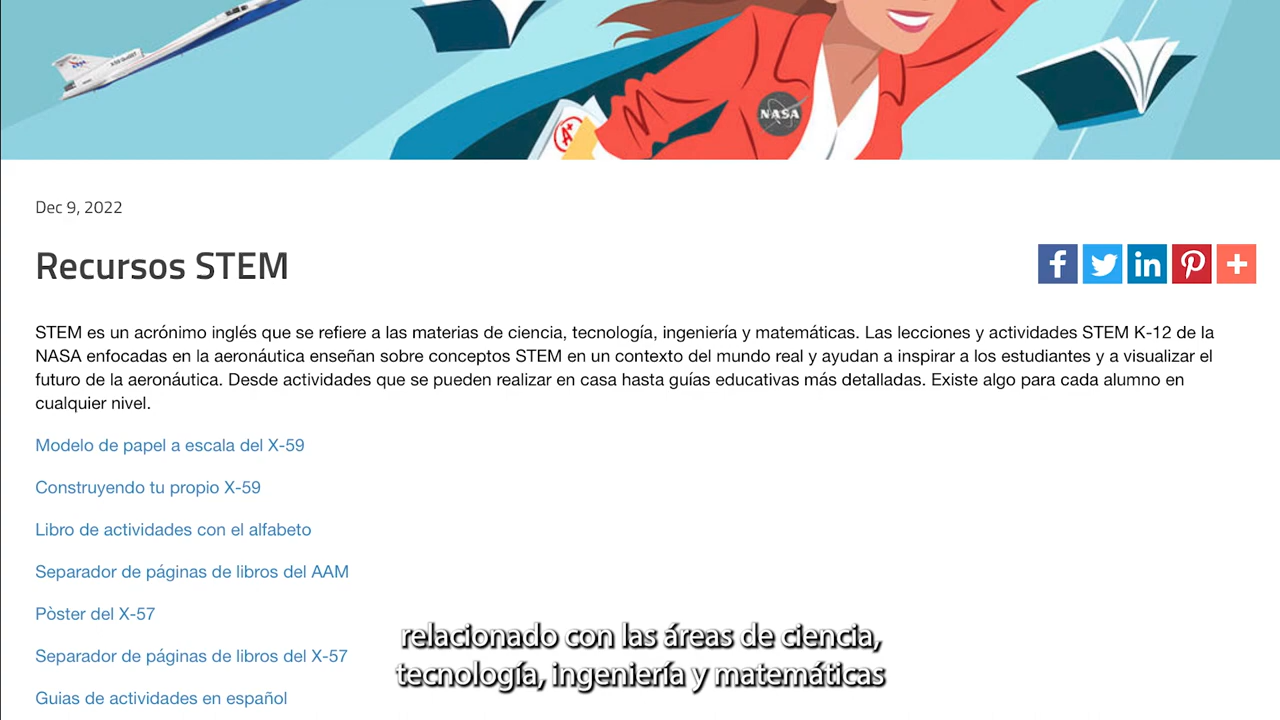 A+
NASA
Dec 9, 2022
Recursos STEM
STEM es un acrónimo inglés que se refiere a las materias de ciencia, tecnología, ingeniería y matemáticas. Las lecciones y actividades STEM K-12 de la
NASA enfocadas en la aeronáutica enseñan sobre conceptos STEM en un contexto del mundo real y ayudan a inspirar a los estudiantes y a visualizar el
futuro de la aeronáutica. Desde actividades que se pueden realizar en casa hasta guías educativas más detalladas. Existe algo para cada alumno en
cualquier nivel.
Modelo de papel a escala del X-59
Construyendo tu propio X-59
Libro de actividades con el alfabeto
Separador de páginas de libros del AAM
Pòster del X-57
Separador de páginas de libros del X-57
Guias de actividades en español
relacionado con las áreas de ciencia,
tecnología, ingeniería y matemáticas